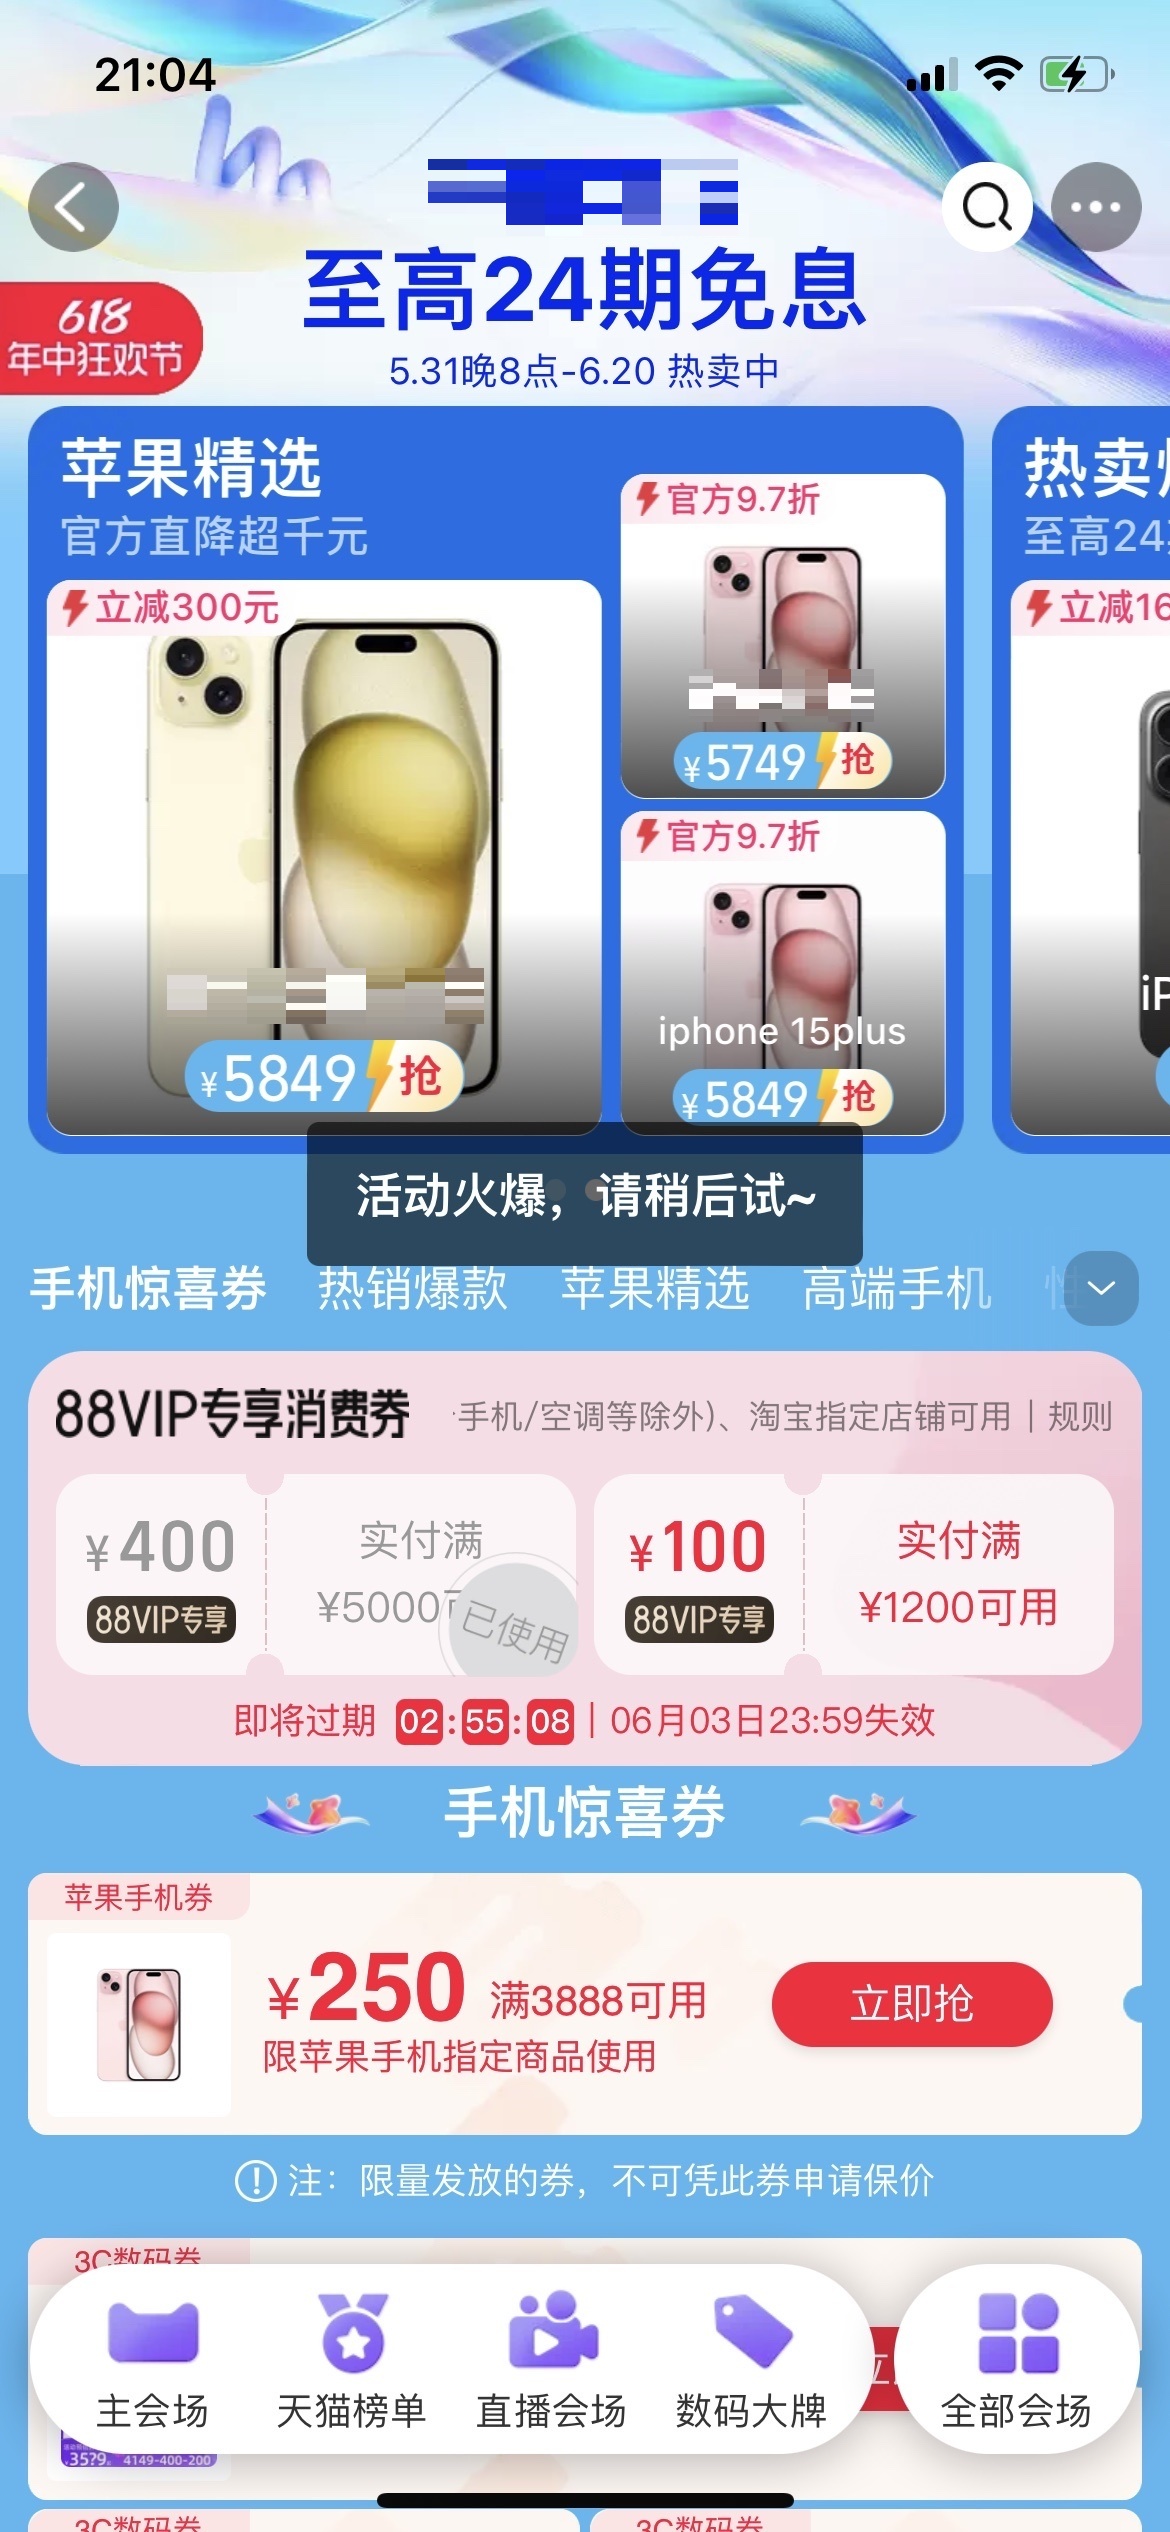 21:04
至高24期免息
618
年中狂欢节
5.31晚8点-6.20 热卖中
苹果精选
官方直降超千元
立减300元
¥5849 抢
官方9.7折
¥5749 抢
官方9.7折
iphone 15plus
¥5849 抢
热卖
至高24
立减16
iP
活动火爆，请稍后试~
手机惊喜券 热销爆款 苹果精选 高端手机
88VIP专享消费券 手机/空调等除外)、淘宝指定店铺可用 | 规则
¥400
88VIP专享
实付满
¥5000
已使用
¥100
88VIP专享
实付满
¥1200可用
即将过期 02:55:08 | 06月03日23:59失效
手机惊喜券
苹果手机券
¥250 满3888可用
限苹果手机指定商品使用
立即抢
注：限量发放的券，不可凭此券申请保价
3C数码券
主会场 天猫榜单 直播会场 数码大牌 全部会场
4149-400-200
3C数码券 3C数码券